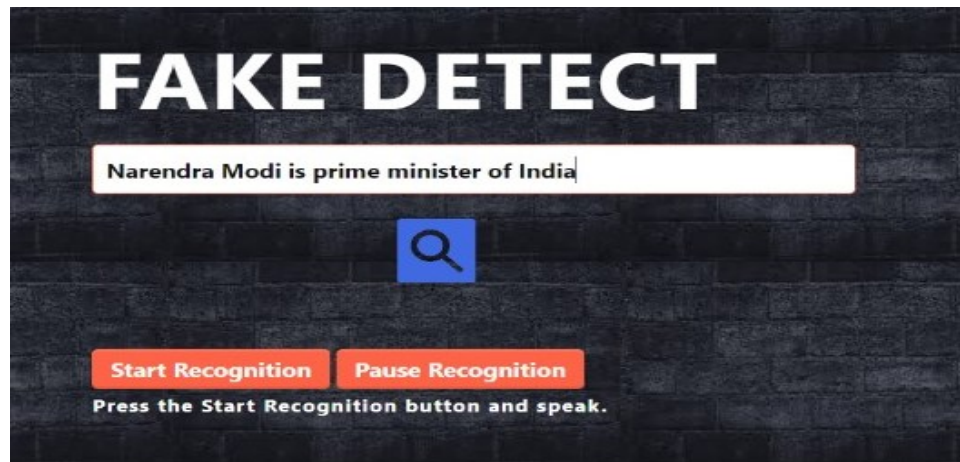 FAKE DETECT
Narendra Modi is prime minister of India
Start Recognition Pause Recognition
Press the Start Recognition button and speak.